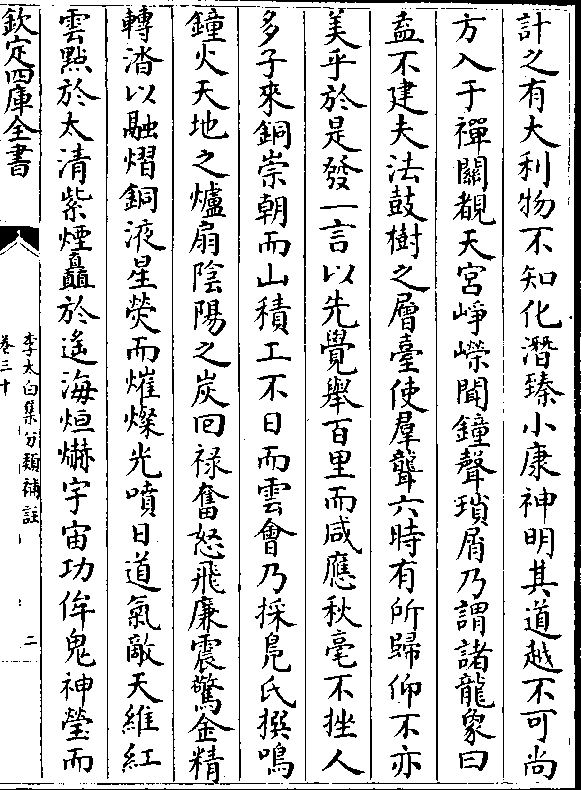 計之有大利物不知化潛臻小康神明其道越不可尚
方入于禪關覩天宫崢嶸聞鐘聲瑣屑乃謂諸龍象曰
盍不建大法鼓樹之層臺使羣聾六時有所歸仰不亦
美乎於是發一言以先覺舉百里而咸應秋毫不挫人
多子來銅崇朝而山積工不日而雲㑹乃採鳧氏撰鳴
鐘火天地之爐扇陰陽之炭回禄奮怒飛廉震驚金精
轉涾以融熠銅液星熒而熣燦光噴日道氣敵天維紅
雲㸃於太清紫煙矗於遙海烜爀宇宙功侔鬼神瑩而
欽定四庫全書
李太白集分類補註
卷三十
二